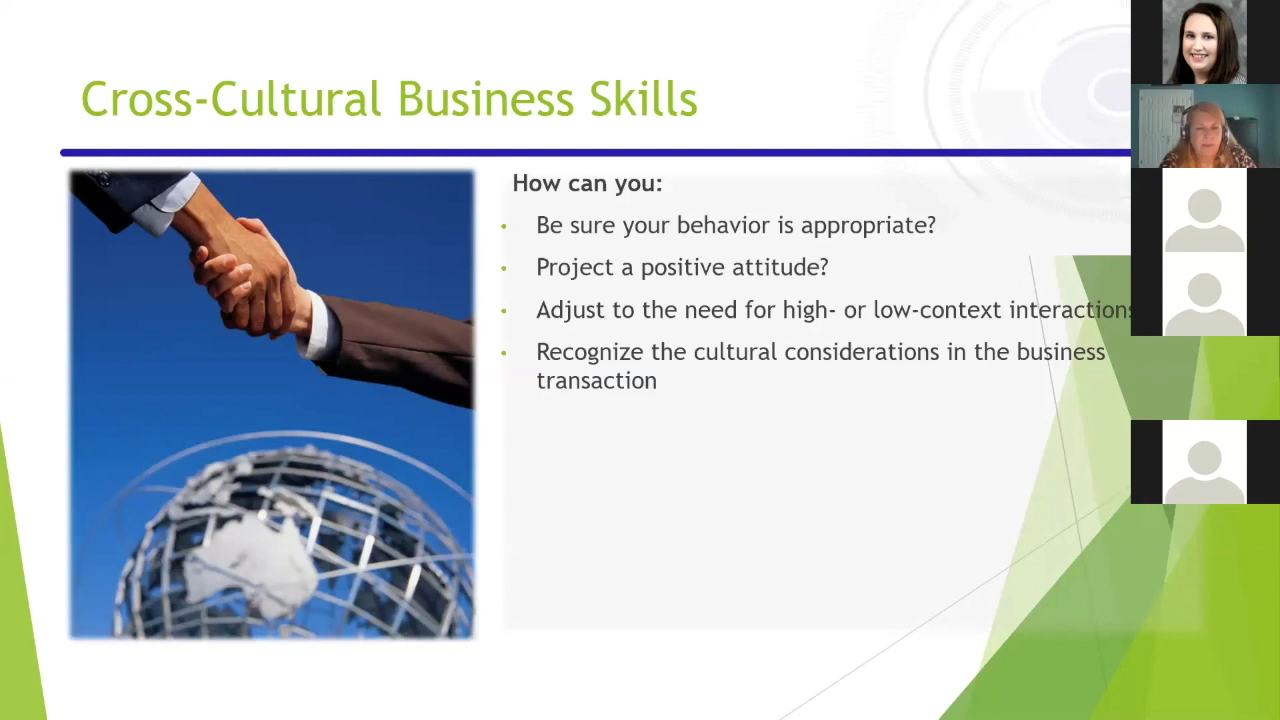 Cross-Cultural Business Skills
How can you:
• Be sure your behavior is appropriate?
• Project a positive attitude?
• Adjust to the need for high- or low-context interactions
• Recognize the cultural considerations in the business
transaction